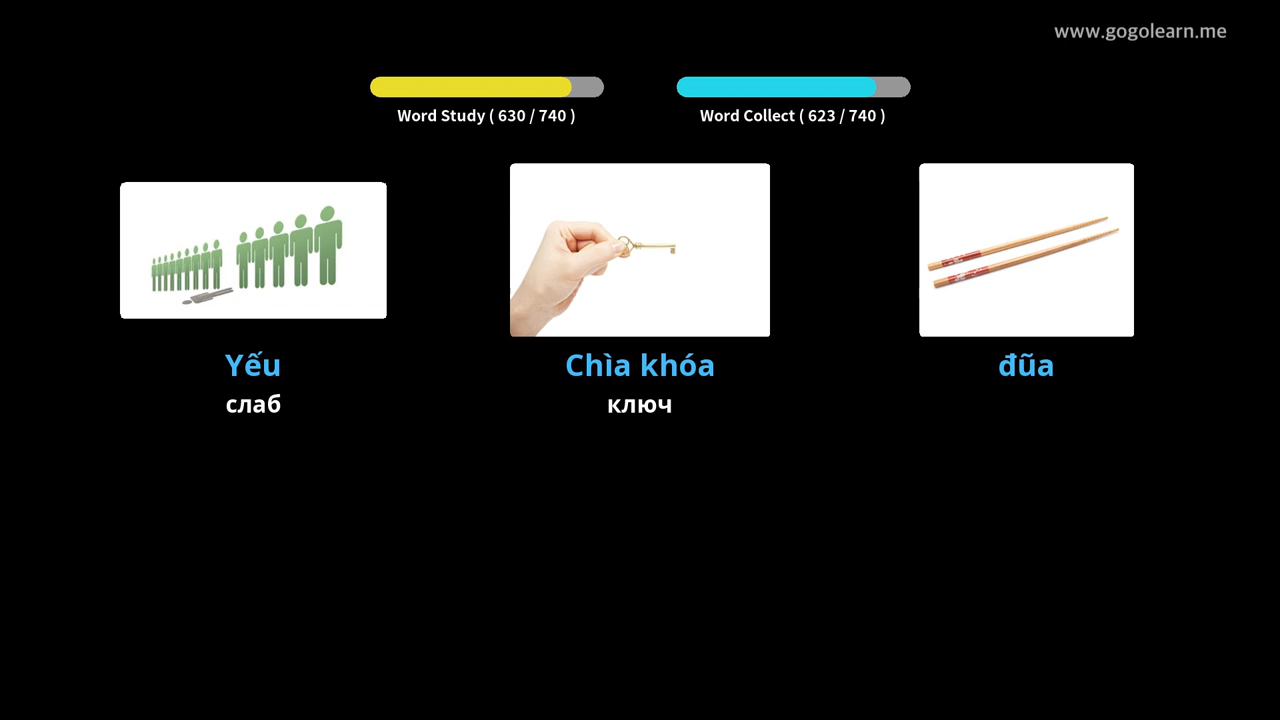 www.gogolearn.me
Word Study ( 630 / 740 )
Word Collect ( 623 / 740 )
Yếu
слаб
Chìa khóa
ключ
đũa